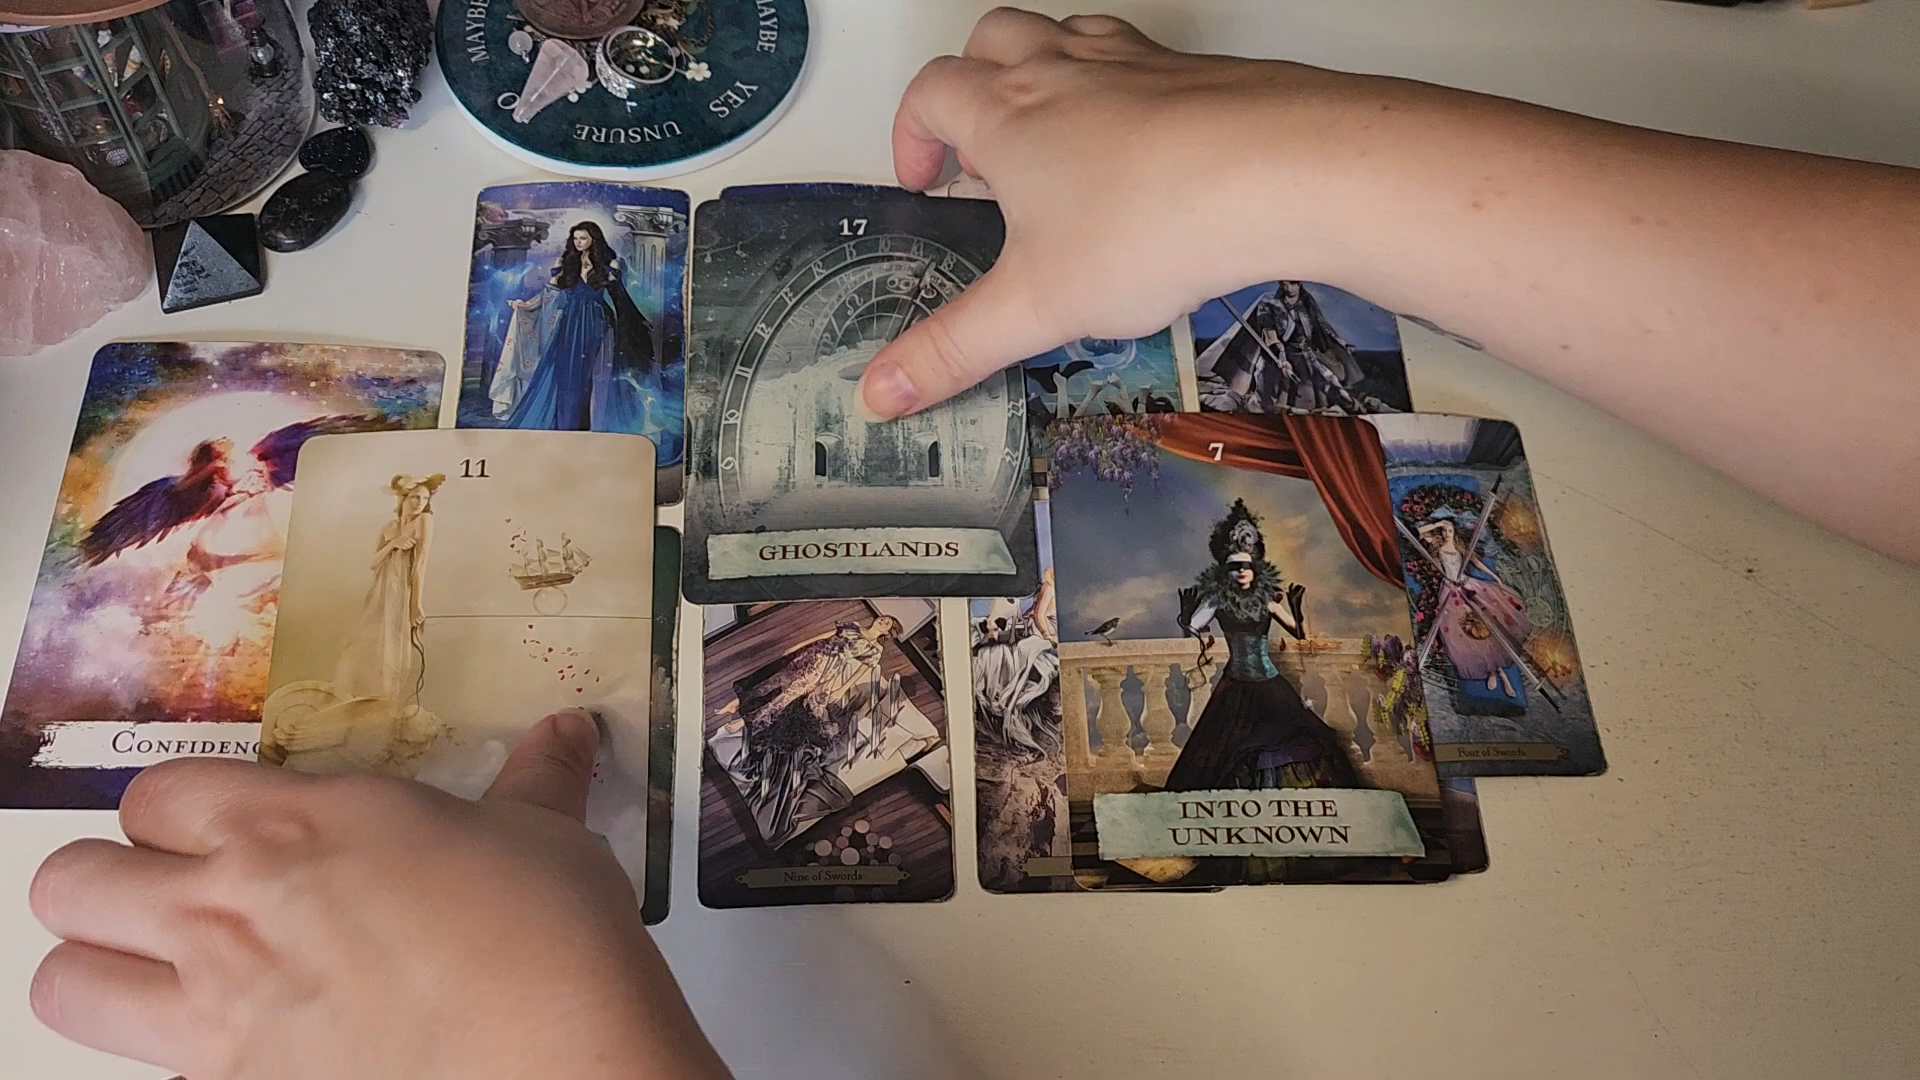 MAYBE
MAYBE
YES
UNSURE
17
11
7
GHOSTLANDS
CONFIDENC
INTO THE
UNKNOWN
Four of Swords
Nine of Swords